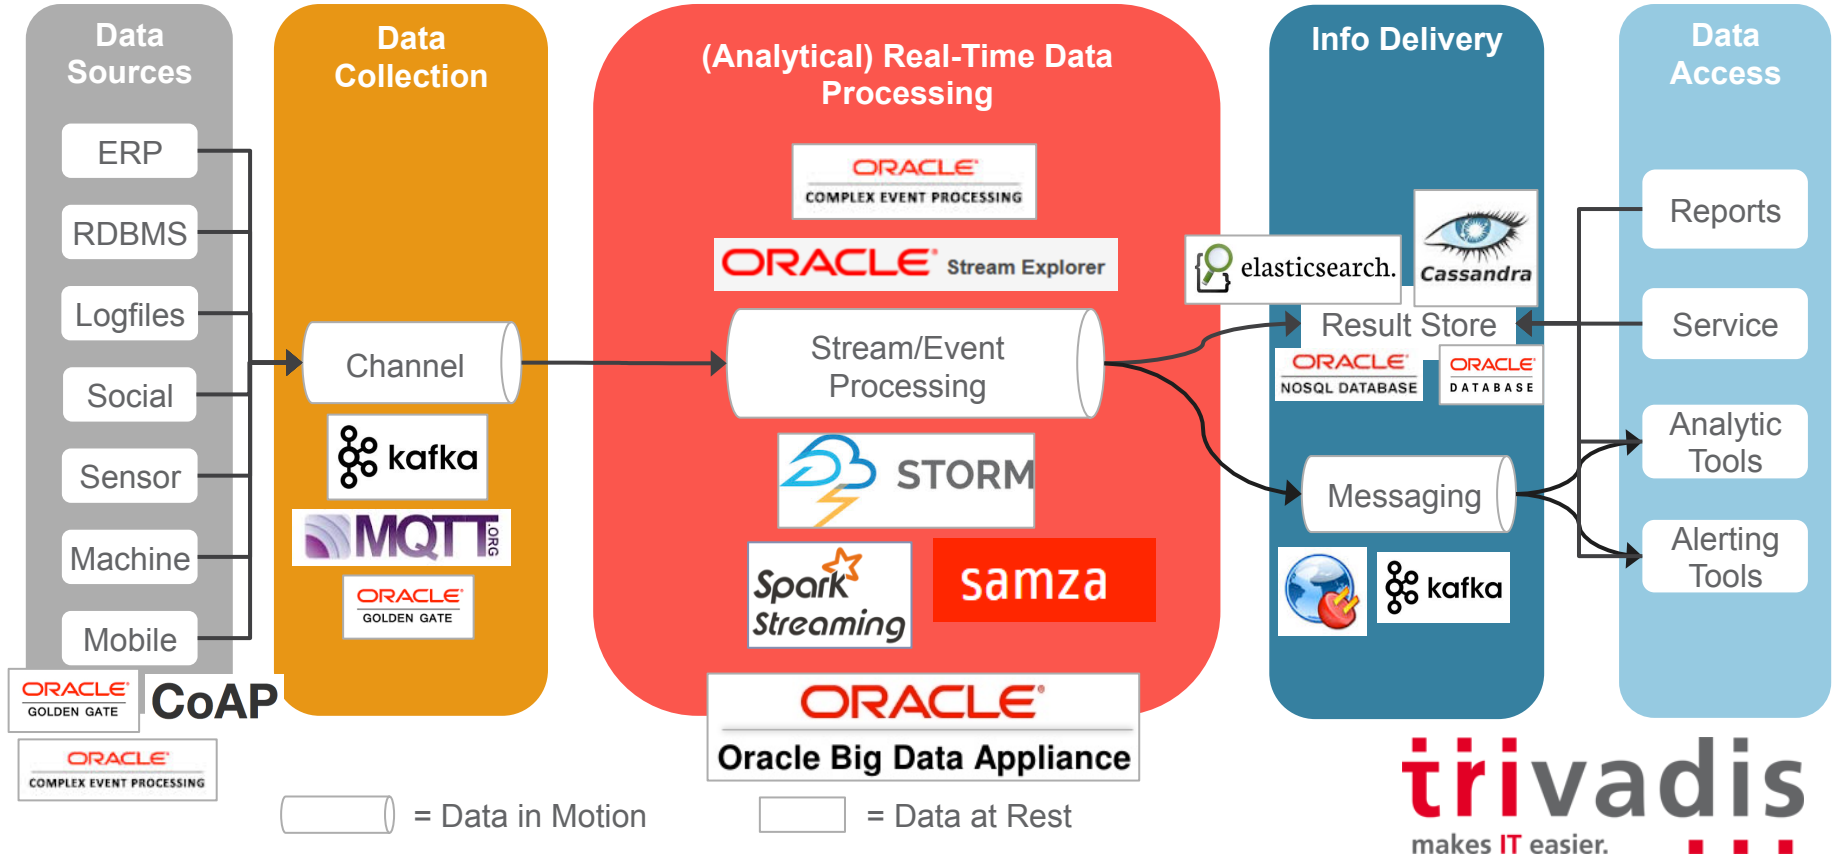 Data
Sources
ERP
RDBMS
Logfiles
Social
Sensor
Machine
Mobile
ORACLE®
GOLDEN GATE
CoAP
ORACLE®
COMPLEX EVENT PROCESSING
Data
Collection
Channel
kafka
MQTT.ORG
ORACLE®
GOLDEN GATE
(Analytical) Real-Time Data
Processing
ORACLE®
COMPLEX EVENT PROCESSING
ORACLE® Stream Explorer
Stream/Event
Processing
STORM
Spark
Streaming
samza
ORACLE®
Oracle Big Data Appliance
Info Delivery
elasticsearch.
Cassandra
Result Store
ORACLE®
NOSQL DATABASE
ORACLE®
DATABASE
Messaging
kafka
Data
Access
Reports
Service
Analytic
Tools
Alerting
Tools
= Data in Motion
= Data at Rest
trivadis
makes IT easier.